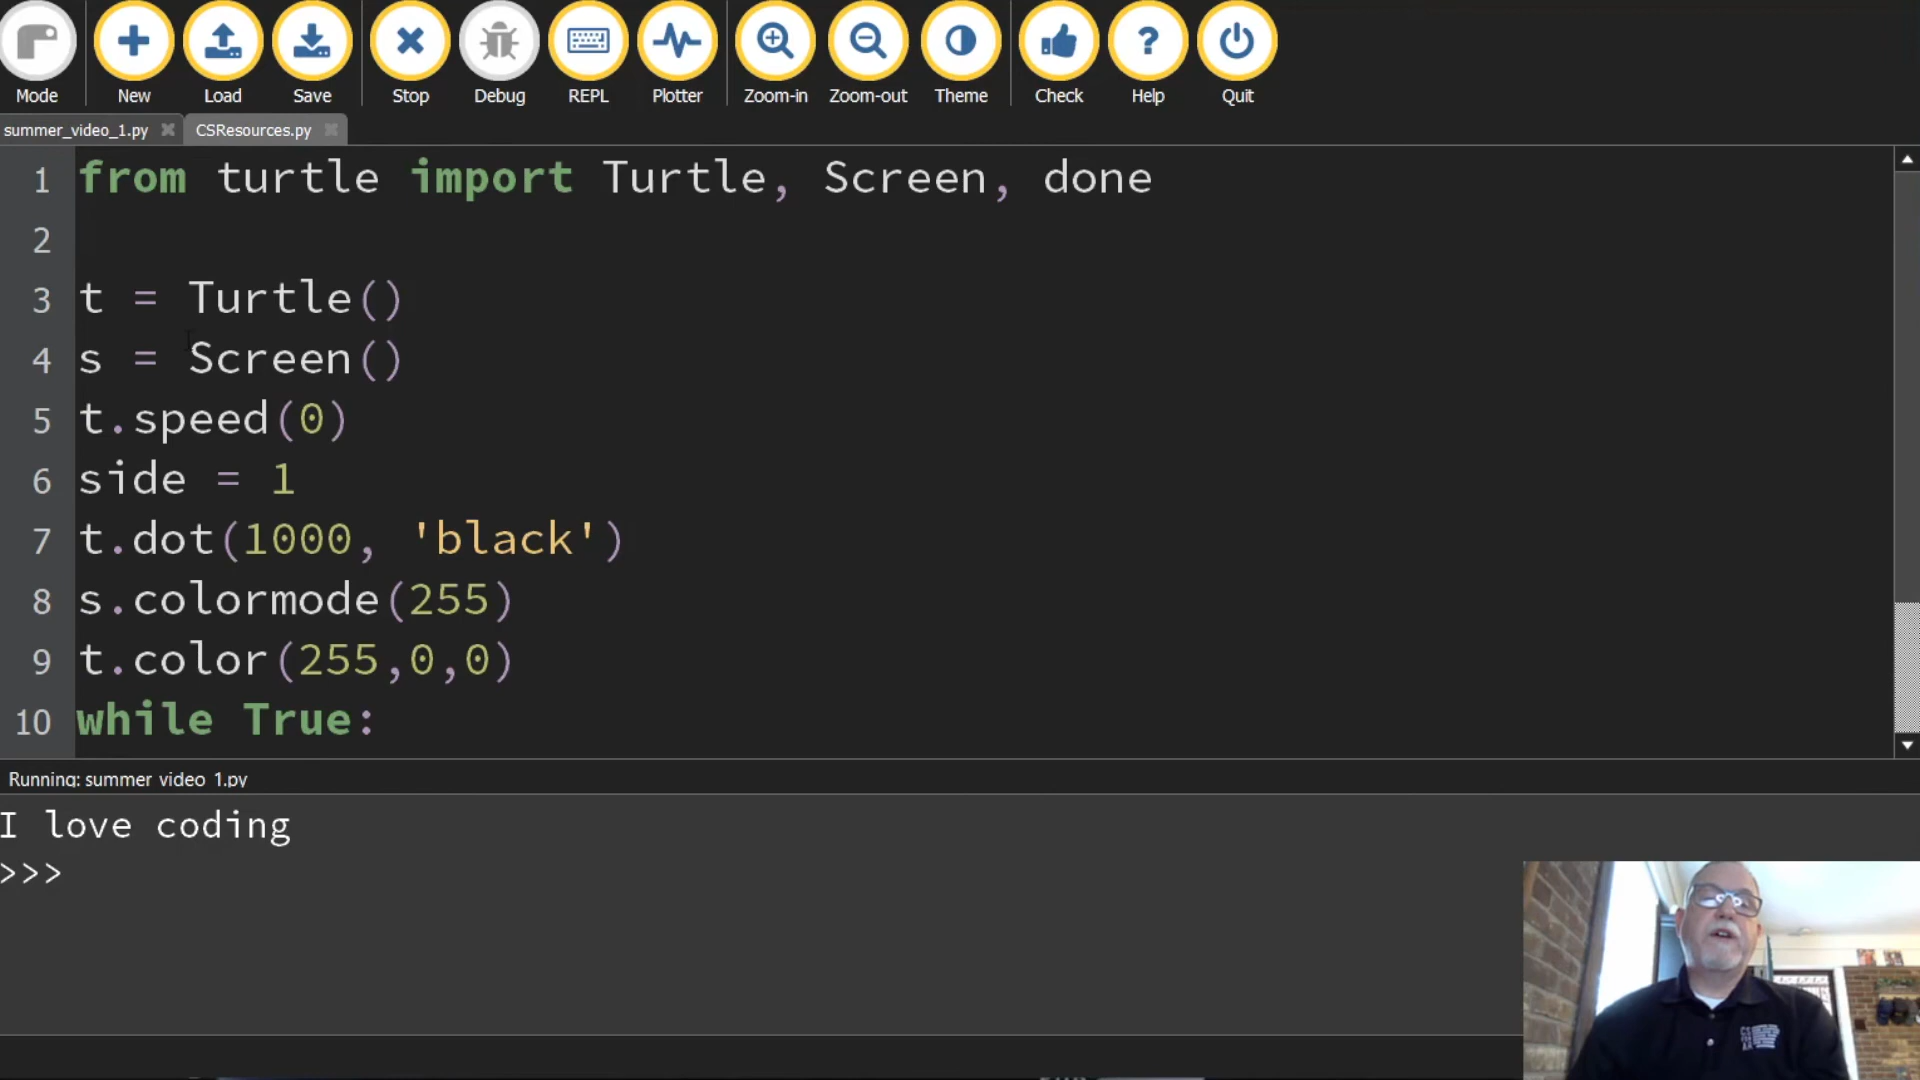 Mode
New
Load
Save
Stop
Debug
REPL
Plotter
Zoom-in
Zoom-out
Theme
Check
Help
Quit
summer_video_1.py
CSResources.py
1 from turtle import Turtle, Screen, done
2
3 t = Turtle()
4 s = Screen()
5 t.speed(0)
6 side = 1
7 t.dot(1000, 'black')
8 s.colormode(255)
9 t.color(255,0,0)
10 while True:
Running: summer_video_1.py
I love coding
>>>